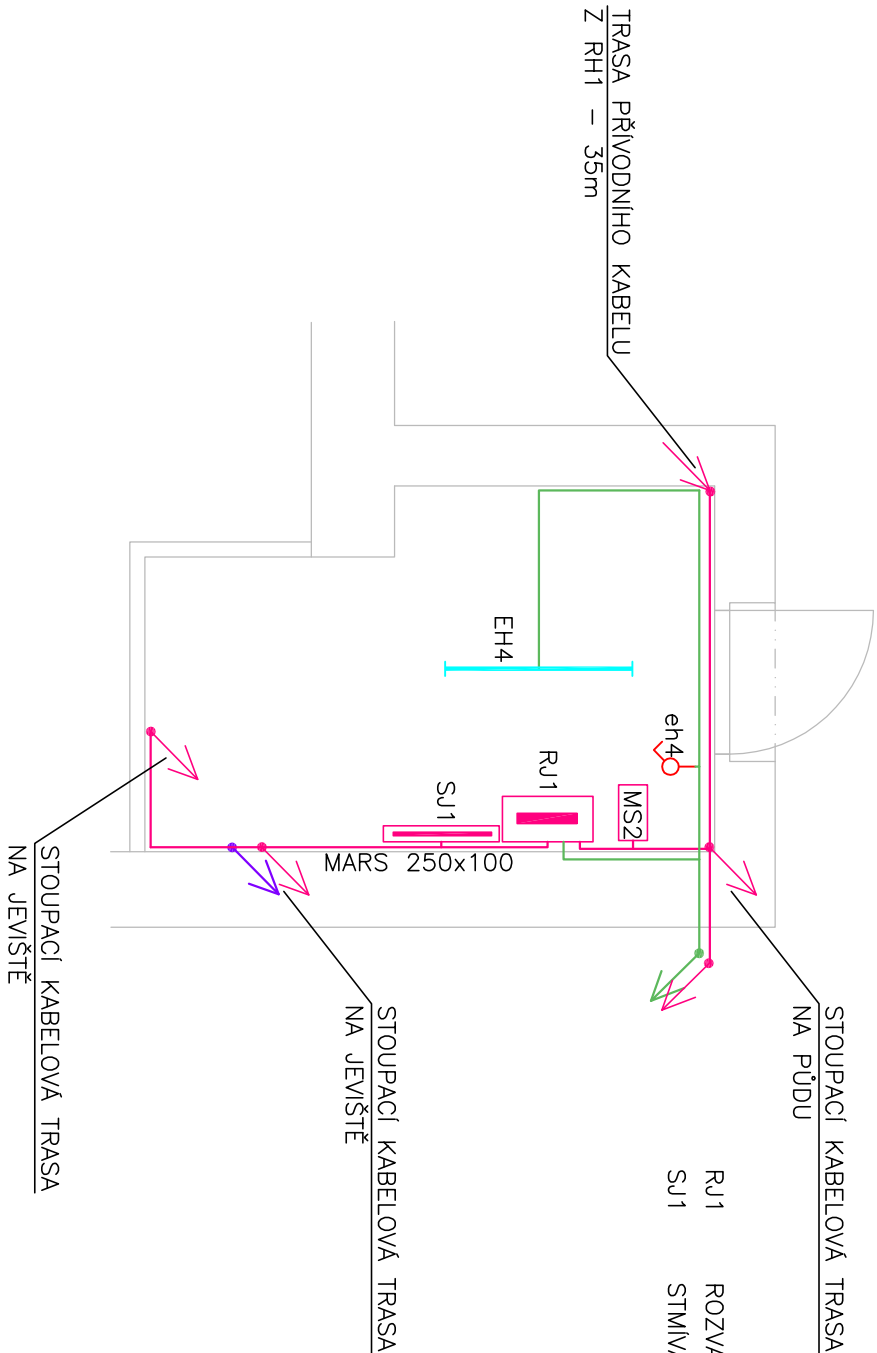 TRASA PŘÍVODNÍHO KABELU
Z RH1 – 35m
EH4
eh4
MS2
RJ1
SJ1
MARS 250x100
STOUPACÍ KABELOVÁ TRASA
NA PŮDU
STOUPACÍ KABELOVÁ TRASA
NA JEVIŠTĚ
STOUPACÍ KABELOVÁ TRASA
NA JEVIŠTĚ
RJ1 ROZVA
SJ1